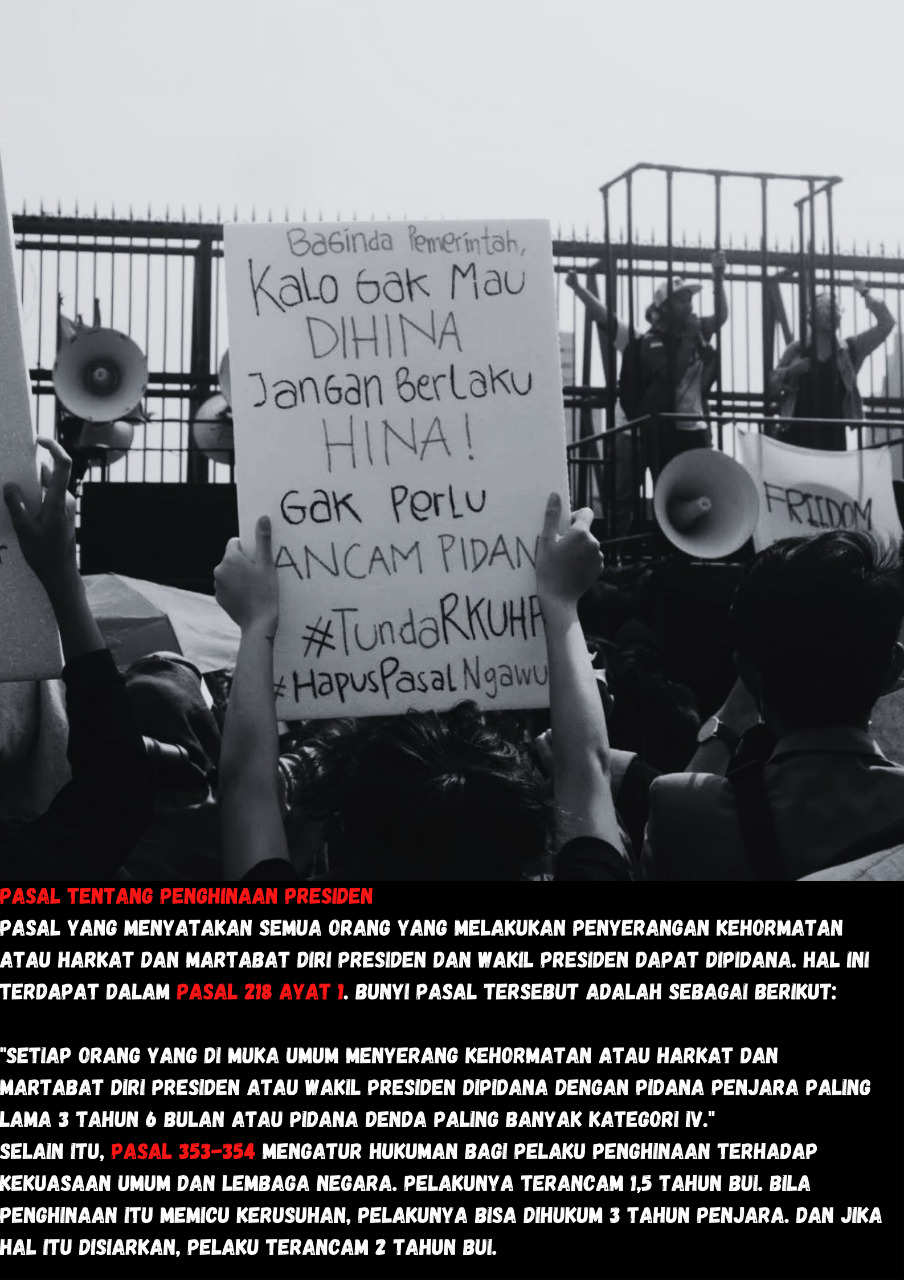 Baginda Pemerintah,
Kalo Gak Mau
DIHINA
Jangan Berlaku
HINA!
Gak Perlu
ANCAM PIDAN
#TundaRKUHP
#HapusPasalNgawu
FRIIDOM
PASAL TENTANG PENGHINAAN PRESIDEN
PASAL YANG MENYATAKAN SEMUA ORANG YANG MELAKUKAN PENYERANGAN KEHORMATAN
ATAU HARKAT DAN MARTABAT DIRI PRESIDEN DAN WAKIL PRESIDEN DAPAT DIPIDANA. HAL INI
TERDAPAT DALAM PASAL 218 AYAT 1. BUNYI PASAL TERSEBUT ADALAH SEBAGAI BERIKUT:
"SETIAP ORANG YANG DI MUKA UMUM MENYERANG KEHORMATAN ATAU HARKAT DAN
MARTABAT DIRI PRESIDEN ATAU WAKIL PRESIDEN DIPIDANA DENGAN PIDANA PENJARA PALING
LAMA 3 TAHUN 6 BULAN ATAU PIDANA DENDA PALING BANYAK KATEGORI IV."
SELAIN ITU, PASAL 353-354 MENGATUR HUKUMAN BAGI PELAKU PENGHINAAN TERHADAP
KEKUASAAN UMUM DAN LEMBAGA NEGARA. PELAKUNYA TERANCAM 1,5 TAHUN BUI. BILA
PENGHINAAN ITU MEMICU KERUSUHAN, PELAKUNYA BISA DIHUKUM 3 TAHUN PENJARA. DAN JIKA
HAL ITU DISIARKAN, PELAKU TERANCAM 2 TAHUN BUI.